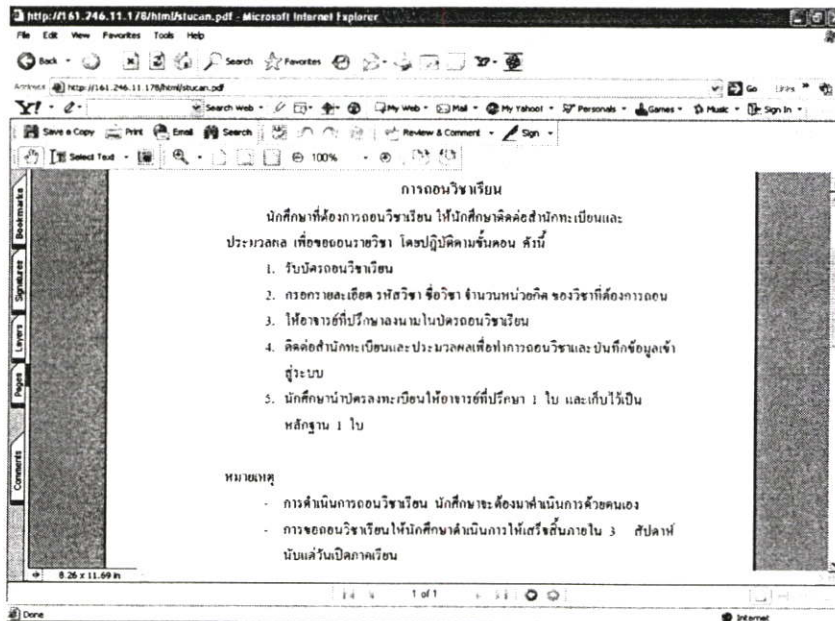 http://161.246.11.178/html/stucan.pdf - Microsoft Internet Explorer
File Edit View Favorites Tools Help
Back Search Favorites
Address http://161.246.11.178/html/stucan.pdf Go Links »
Y! Search Web My Web Mail My Yahoo! Personals Games Music Sign In
Save a Copy Print Email Search Review & Comment Sign
Select Text 100%
Bookmarks
Signatures
Layers
Pages
Comments
การถอนวิชาเรียน
นักศึกษาที่ต้องการถอนวิชาเรียน ให้นักศึกษาติดต่อสำนักทะเบียนและ
ประมวลผล เพื่อขอถอนรายวิชา โดยปฏิบัติตามขั้นตอน ดังนี้
1. รับบัตรถอนวิชาเรียน
2. กรอกรายละเอียด รหัสวิชา ชื่อวิชา จำนวนหน่วยกิต ของวิชาที่ต้องการถอน
3. ให้อาจารย์ที่ปรึกษาลงนามในบัตรถอนวิชาเรียน
4. ติดต่อสำนักทะเบียนและประมวลผลเพื่อทำการถอนวิชาและบันทึกข้อมูลเข้า
สู่ระบบ
5. นักศึกษานำบัตรลงทะเบียนให้อาจารย์ที่ปรึกษา 1 ใบ และเก็บไว้เป็น
หลักฐาน 1 ใบ
หมายเหตุ
- การดำเนินการถอนวิชาเรียน นักศึกษาจะต้องมาดำเนินการด้วยตนเอง
- การขอถอนวิชาเรียนให้นักศึกษาดำเนินการให้เสร็จสิ้นภายใน 3 สัปดาห์
นับแต่วันเปิดภาคเรียน
8.26 x 11.69 in
1 of 1
Done Internet